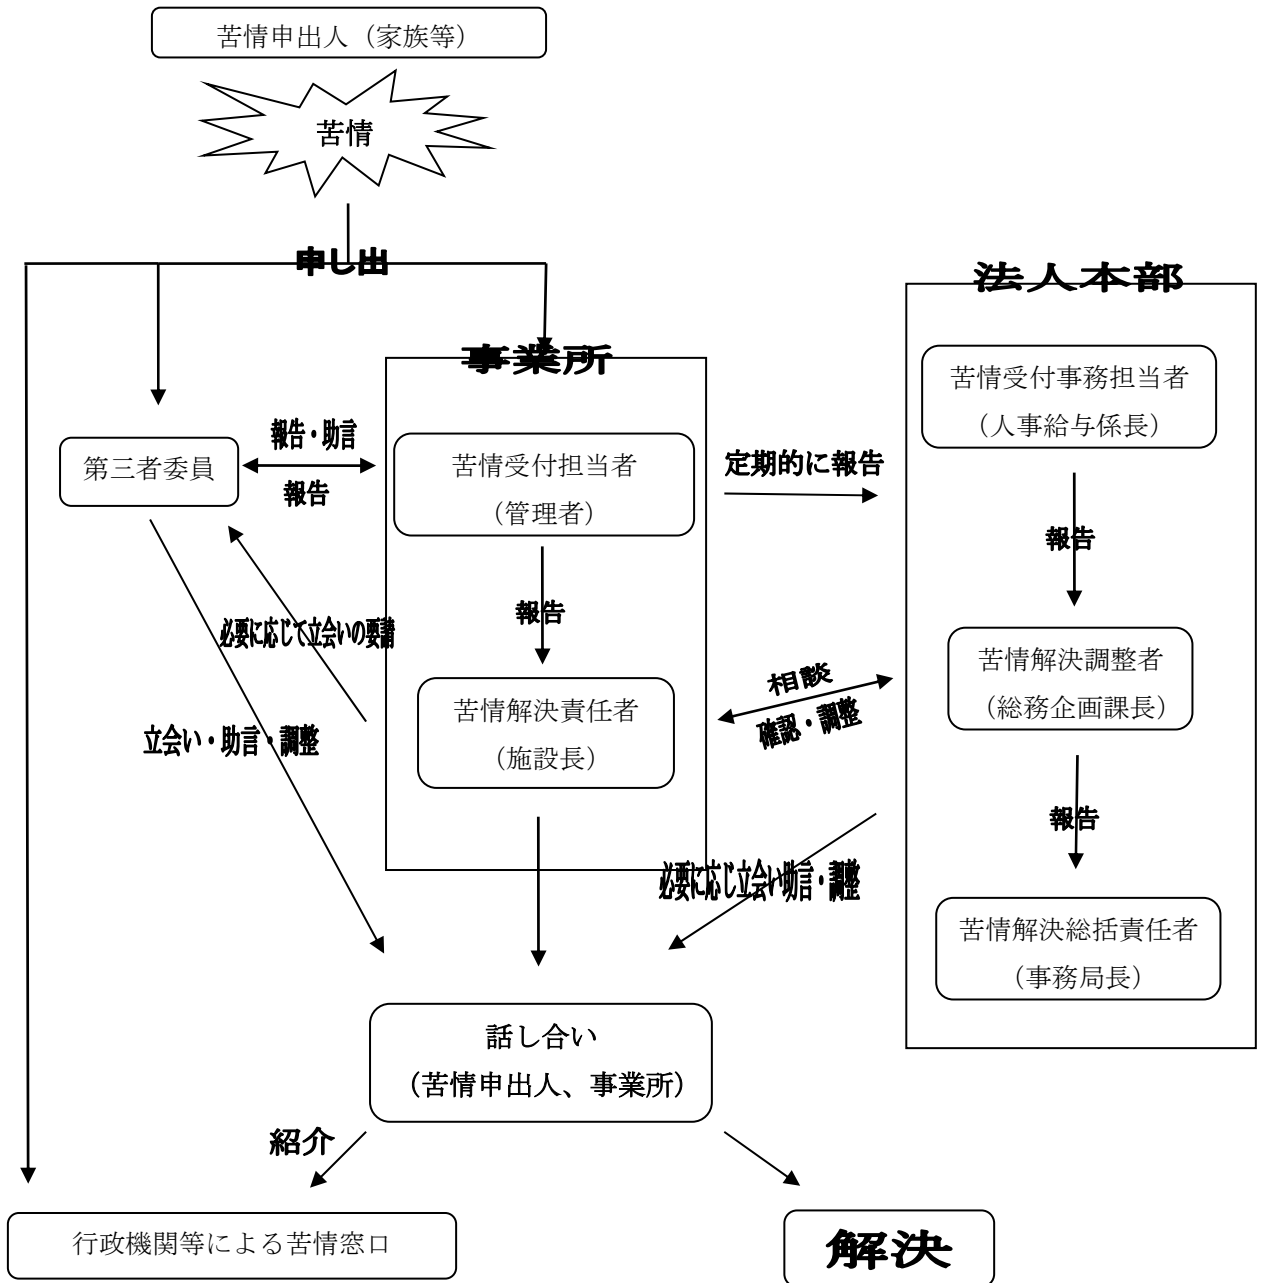 苦情申出人（家族等）
苦情
申し出
法人本部
事業所
苦情受付事務担当者
（人事給与係長）
報告・助言
第三者委員
報告
苦情受付担当者
（管理者）
定期的に報告
報告
報告
必要に応じて立会いの要請
苦情解決調整者
（総務企画課長）
相談
確認・調整
苦情解決責任者
（施設長）
立会い・助言・調整
報告
必要に応じ立会い助言・調整
苦情解決総括責任者
（事務局長）
話し合い
（苦情申出人、事業所）
紹介
行政機関等による苦情窓口
解決